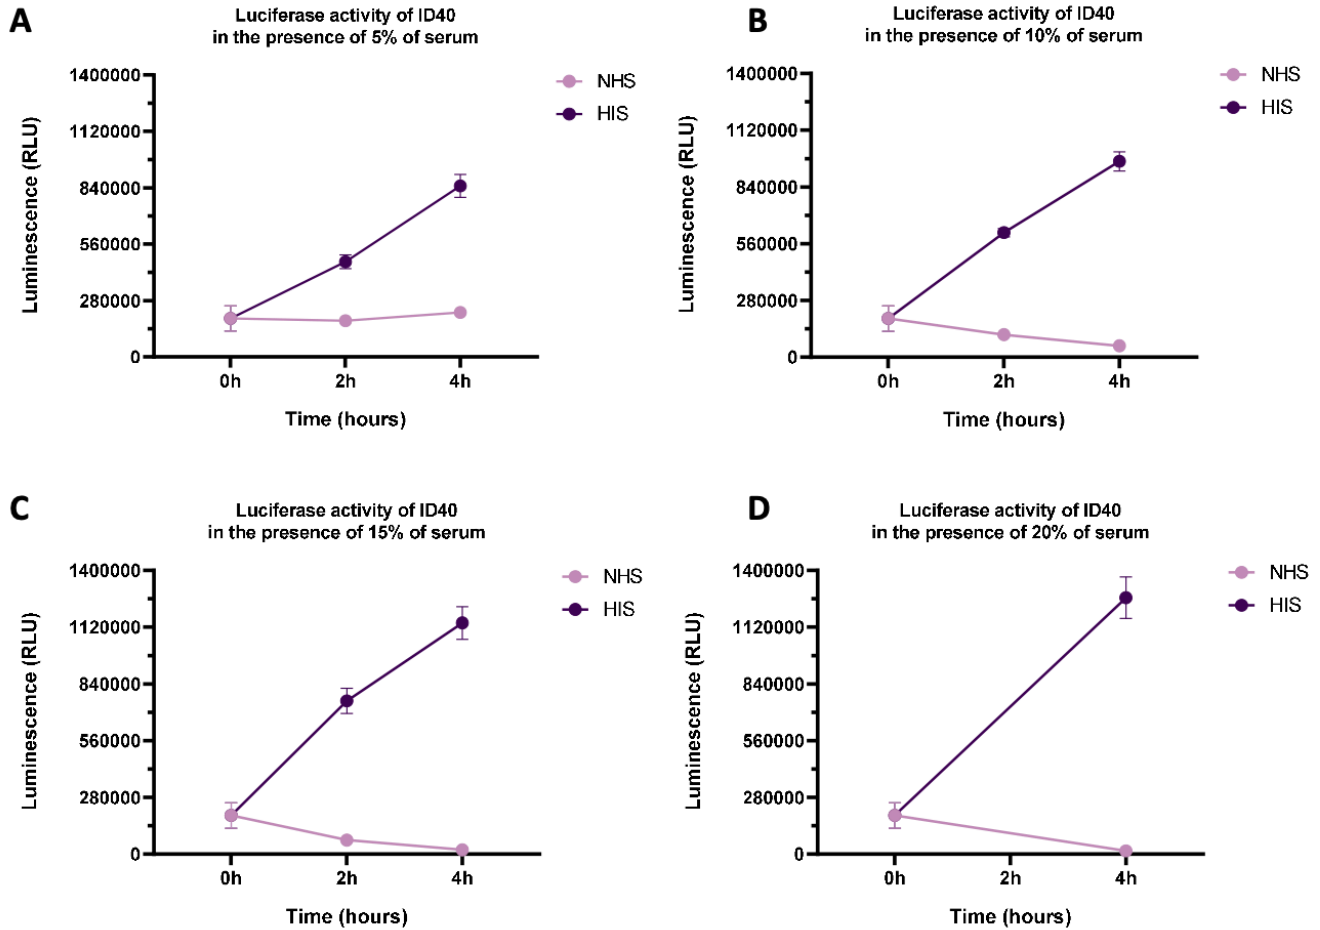 A
Luciferase activity of ID40
in the presence of 5% of serum
1400000
1120000
840000
560000
280000
0
Luminescence (RLU)
0h
2h
4h
Time (hours)
NHS
HIS
B
Luciferase activity of ID40
in the presence of 10% of serum
1400000
1120000
840000
560000
280000
0
Luminescence (RLU)
0h
2h
4h
Time (hours)
NHS
HIS
C
Luciferase activity of ID40
in the presence of 15% of serum
1400000
1120000
840000
560000
280000
0
Luminescence (RLU)
0h
2h
4h
Time (hours)
NHS
HIS
D
Luciferase activity of ID40
in the presence of 20% of serum
1400000
1120000
840000
560000
280000
0
Luminescence (RLU)
0h
2h
4h
Time (hours)
NHS
HIS